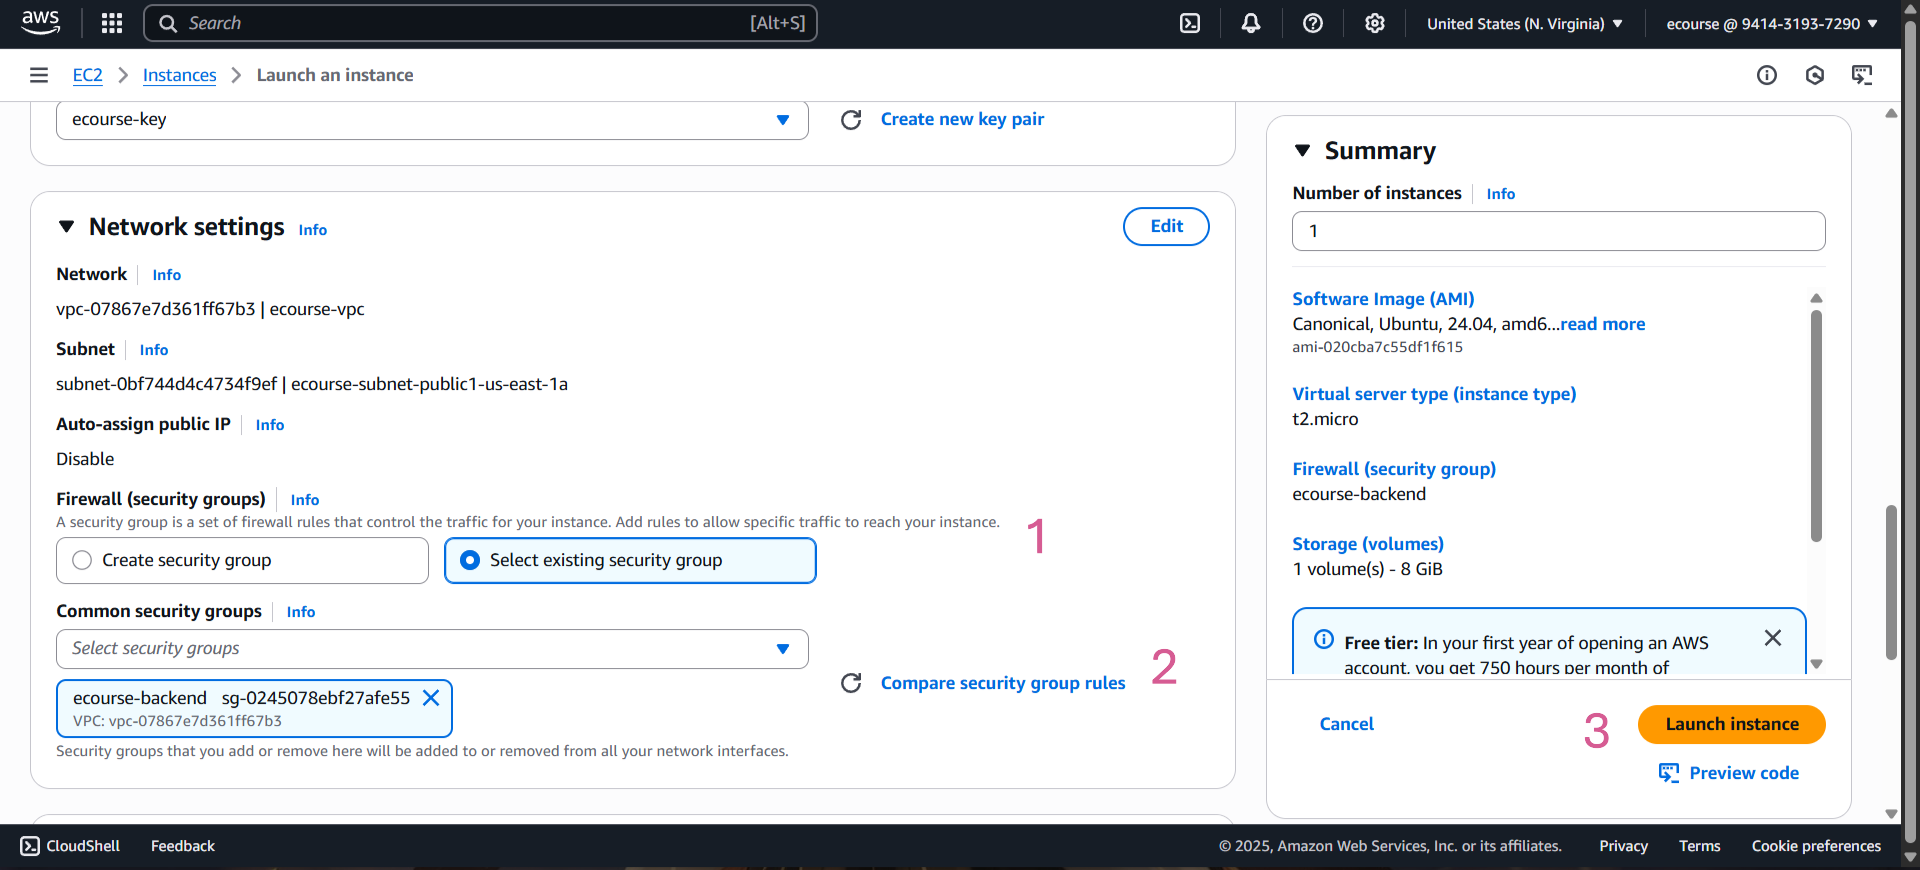 aws
Search [Alt+S]
United States (N. Virginia)
ecourse @ 9414-3193-7290
EC2 Instances Launch an instance
ecourse-key
Create new key pair
Network settings Info
Edit
Network Info
vpc-07867e7d361ff67b3 | ecourse-vpc
Subnet Info
subnet-0bf744d4c4734f9ef | ecourse-subnet-public1-us-east-1a
Auto-assign public IP Info
Disable
Firewall (security groups) Info
A security group is a set of firewall rules that control the traffic for your instance. Add rules to allow specific traffic to reach your instance.
1
Create security group
Select existing security group
Common security groups Info
Select security groups
2
Compare security group rules
ecourse-backend sg-0245078ebf27afe55
VPC: vpc-07867e7d361ff67b3
Security groups that you add or remove here will be added to or removed from all your network interfaces.
Summary
Number of instances Info
1
Software Image (AMI)
Canonical, Ubuntu, 24.04, amd6...read more
ami-020cba7c55df1f615
Virtual server type (instance type)
t2.micro
Firewall (security group)
ecourse-backend
Storage (volumes)
1 volume(s) - 8 GiB
Free tier: In your first year of opening an AWS
account, you get 750 hours per month of
Cancel
3
Launch instance
Preview code
CloudShell Feedback
© 2025, Amazon Web Services, Inc. or its affiliates. Privacy Terms Cookie preferences